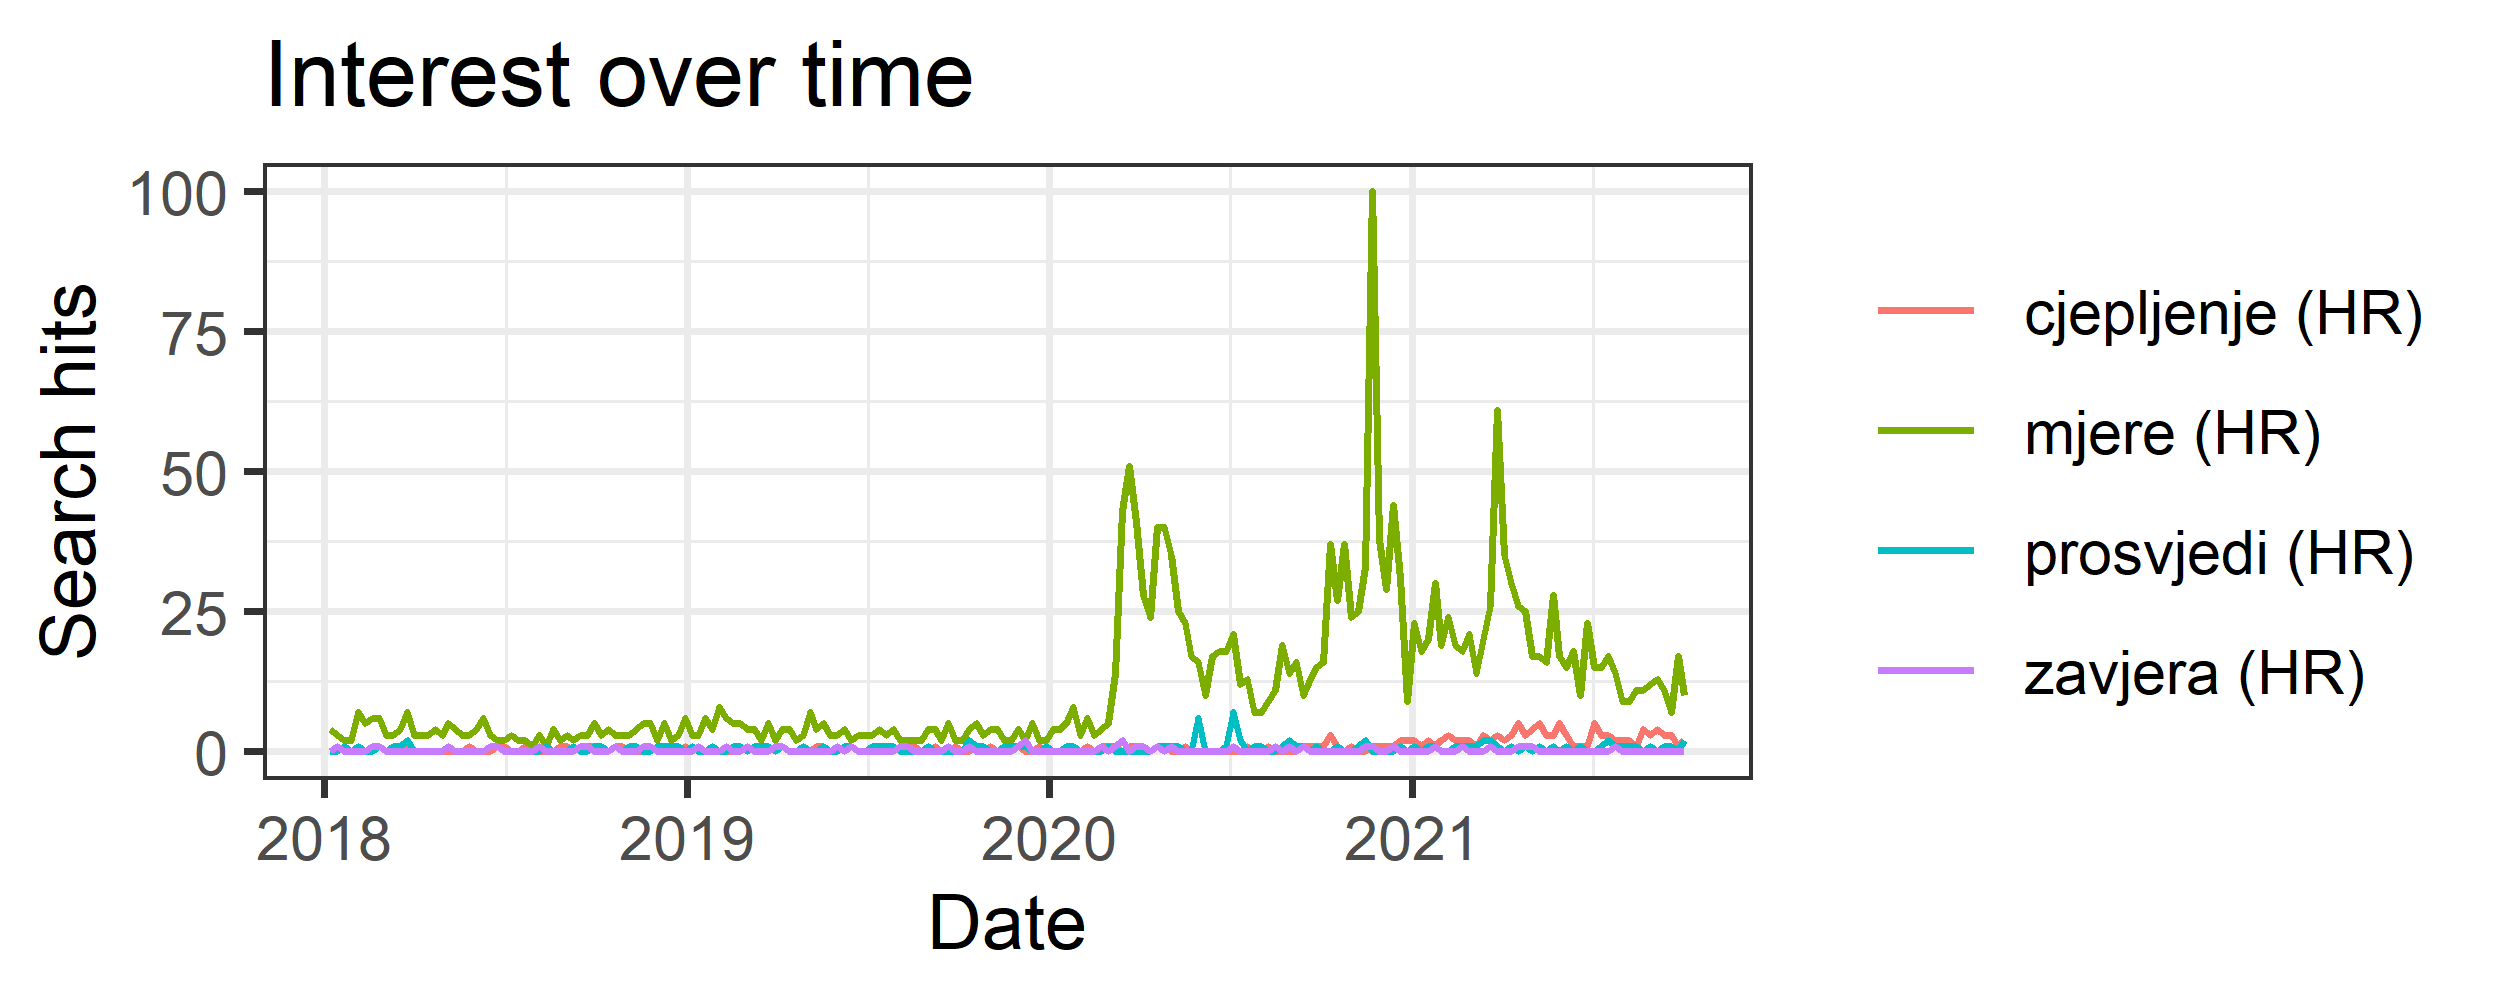 Interest over time
Search hits
100
75
50
25
0
2018
2019
2020
2021
Date
cjepljenje (HR)
mjere (HR)
prosvjedi (HR)
zavjera (HR)